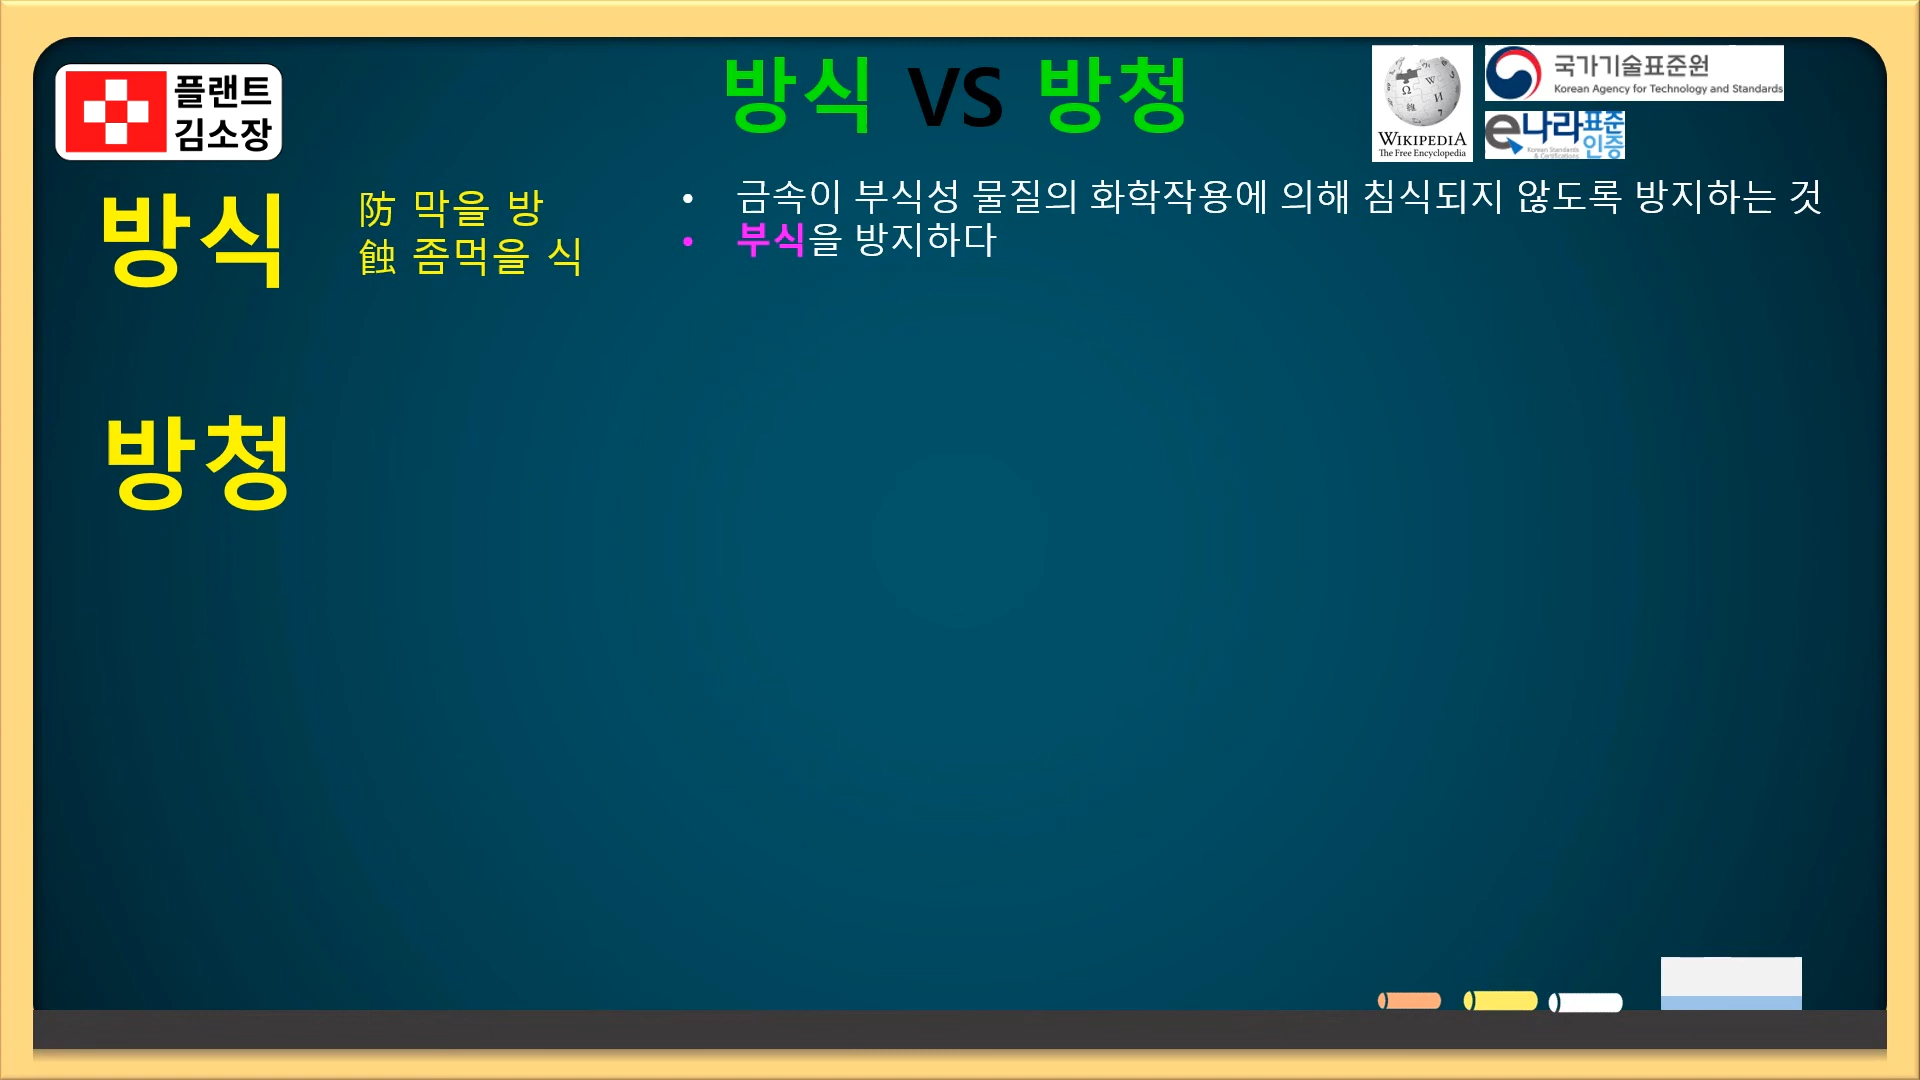 플랜트
김소장
방식 VS 방청
WIKIPEDIA
The Free Encyclopedia
국가기술표준원
Korean Agency for Technology and Standards
e나라표준인증
Korean Standards & Certifications
방식
防 막을 방
蝕 좀먹을 식
• 금속이 부식성 물질의 화학작용에 의해 침식되지 않도록 방지하는 것
• 부식을 방지하다
방청